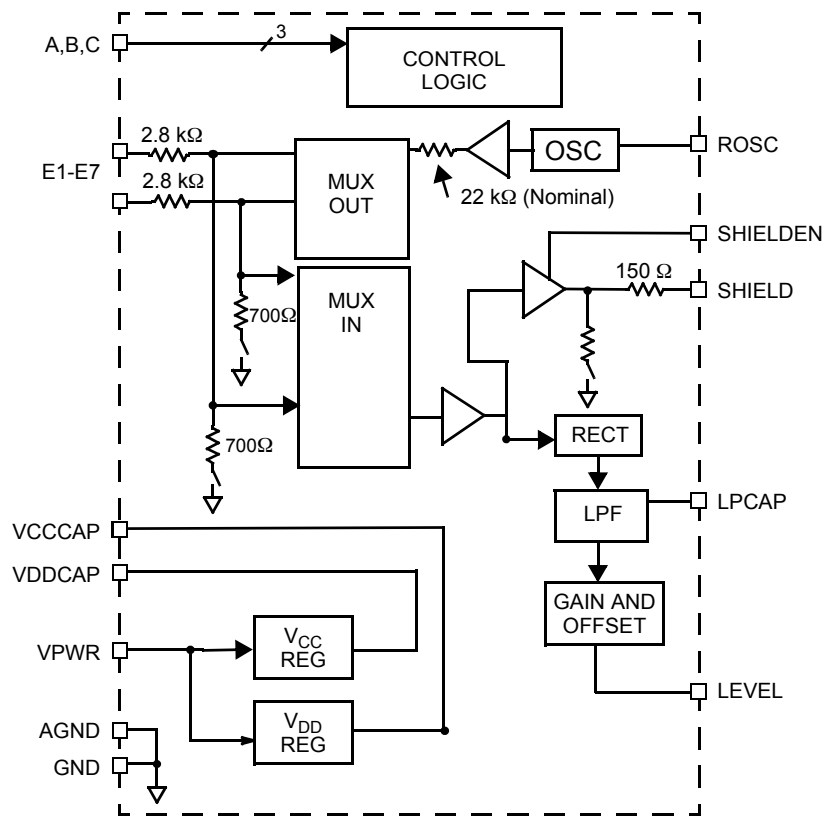 A,B,C
3
CONTROL
LOGIC
2.8 kΩ
E1-E7
2.8 kΩ
MUX
OUT
OSC
ROSC
22 kΩ (Nominal)
SHIELDEN
150 Ω
SHIELD
700Ω
MUX
IN
700Ω
RECT
LPF
LPCAP
GAIN AND
OFFSET
LEVEL
VCCCAP
VDDCAP
VPWR
VCC
REG
VDD
REG
AGND
GND